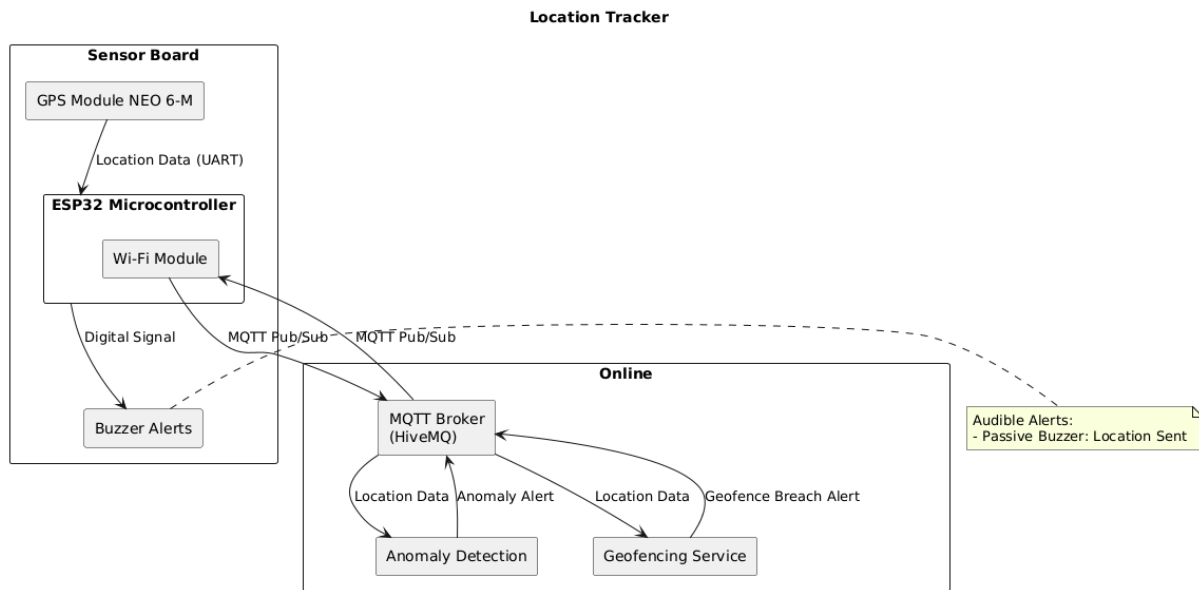 Location Tracker
Sensor Board
GPS Module NEO 6-M
Location Data (UART)
ESP32 Microcontroller
Wi-Fi Module
Digital Signal
MQTT Pub/Sub
MQTT Pub/Sub
Buzzer Alerts
Online
MQTT Broker
(HiveMQ)
Audible Alerts:
- Passive Buzzer: Location Sent
Location Data
Anomaly Alert
Location Data
Geofence Breach Alert
Anomaly Detection
Geofencing Service